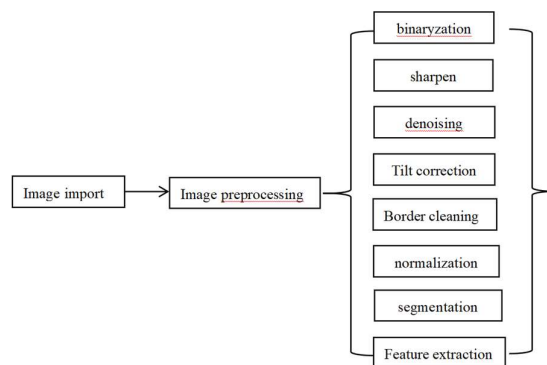 Image import
Image preprocessing
binaryzation
sharpen
denoising
Tilt correction
Border cleaning
normalization
segmentation
Feature extraction